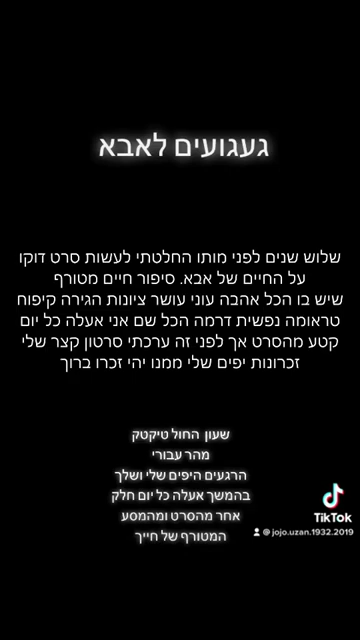 געגועים לאבא
שלוש שנים לפני מותו החלטתי לעשות סרט דוקו
על החיים של אבא. סיפור חיים מטורף
שיש בו הכל אהבה עוני עושר ציונות הגירה קיפוח
טראומה נפשית דרמה הכל שם אני אעלה כל יום
קטע מהסרט אך לפני זה ערכתי סרטון קצר שלי
זכרונות יפים שלי ממנו יהי זכרו ברוך
שעון החול טיקטק
מהר עבורי
הרגעים היפים שלי ושלך
בהמשך אעלה כל יום חלק
אחר מהסרט ומהמסע
המטורף של חייך
TikTok
@jojo.uzan.1932.2019